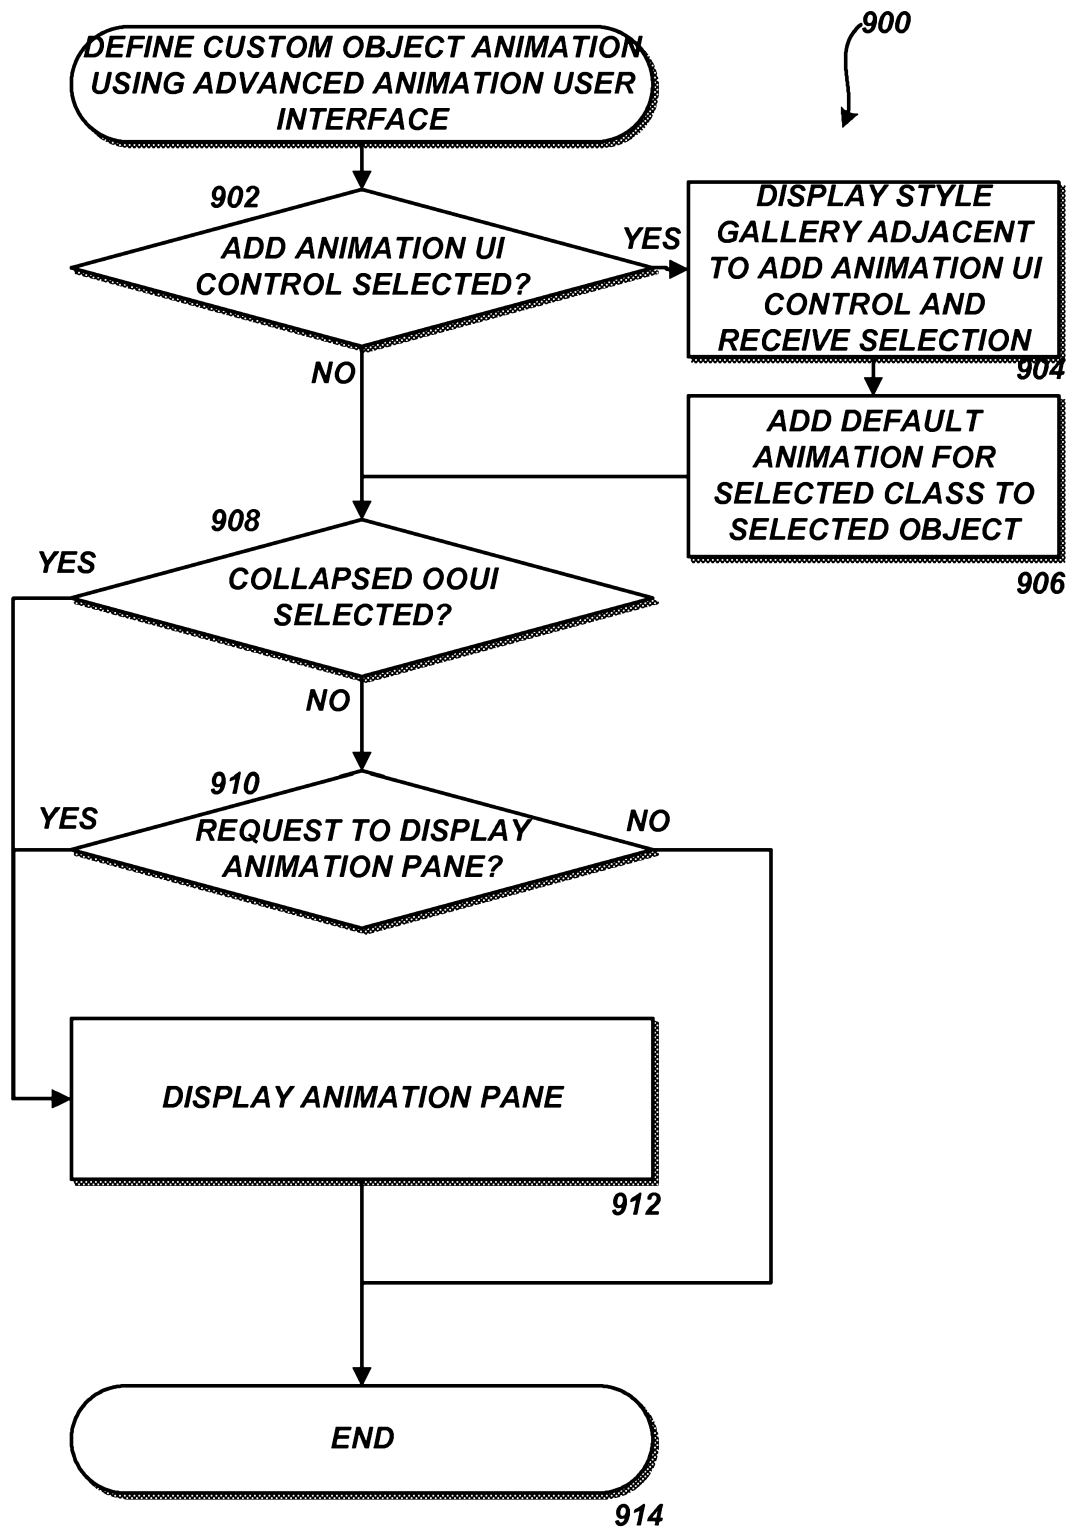 900
DEFINE CUSTOM OBJECT ANIMATION
USING ADVANCED ANIMATION USER
INTERFACE
902
ADD ANIMATION UI
CONTROL SELECTED?
YES
NO
DISPLAY STYLE
GALLERY ADJACENT
TO ADD ANIMATION UI
CONTROL AND
RECEIVE SELECTION
904
ADD DEFAULT
ANIMATION FOR
SELECTED CLASS TO
SELECTED OBJECT
906
908
YES
COLLAPSED OOUI
SELECTED?
NO
910
YES
REQUEST TO DISPLAY
ANIMATION PANE?
NO
DISPLAY ANIMATION PANE
912
END
914